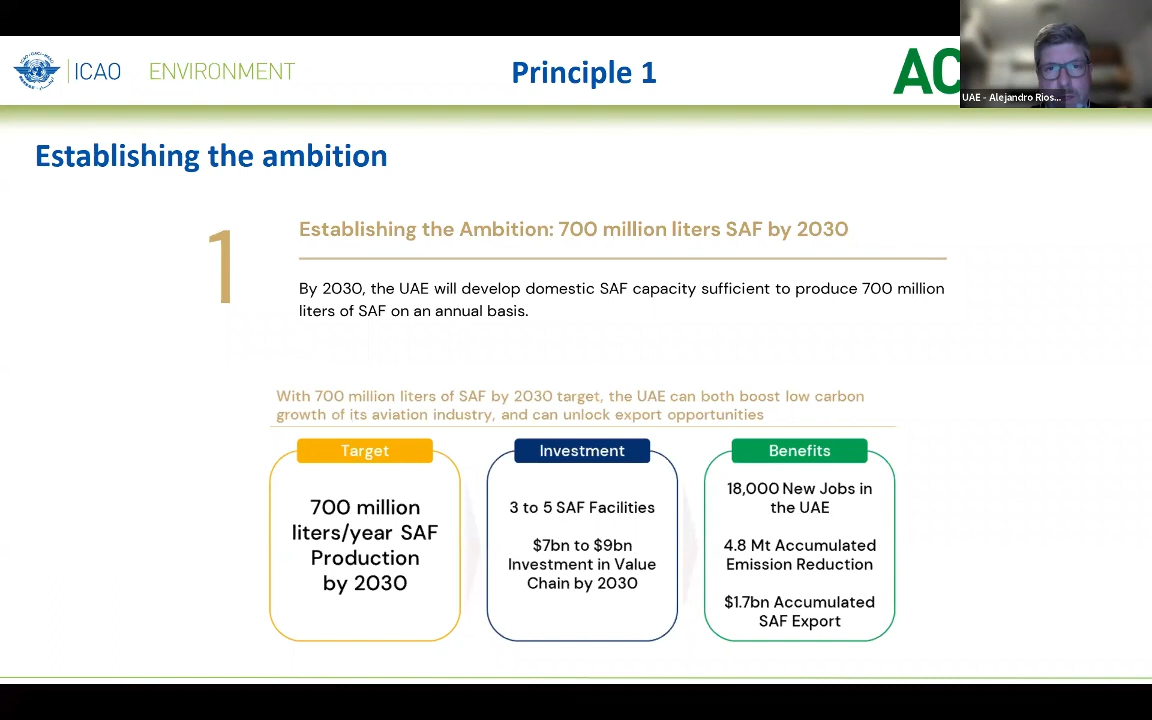 ICAO ENVIRONMENT
Principle 1
AC
UAE - Alejandro Rios...
Establishing the ambition
1
Establishing the Ambition: 700 million liters SAF by 2030
By 2030, the UAE will develop domestic SAF capacity sufficient to produce 700 million
liters of SAF on an annual basis.
With 700 million liters of SAF by 2030 target, the UAE can both boost low carbon
growth of its aviation industry, and can unlock export opportunities
Target
700 million
liters/year SAF
Production
by 2030
Investment
3 to 5 SAF Facilities
$7bn to $9bn
Investment in Value
Chain by 2030
Benefits
18,000 New Jobs in
the UAE
4.8 Mt Accumulated
Emission Reduction
$1.7bn Accumulated
SAF Export